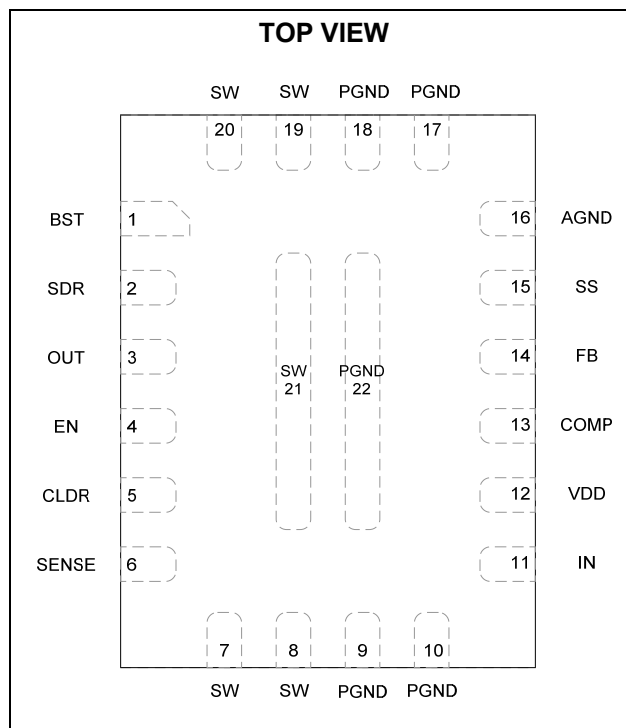 TOP VIEW
SW SW PGND PGND
20 19 18 17
BST 1 16 AGND
SDR 2 15 SS
OUT 3 14 FB
SW PGND
21 22
EN 4 13 COMP
CLDR 5 12 VDD
SENSE 6 11 IN
7 8 9 10
SW SW PGND PGND